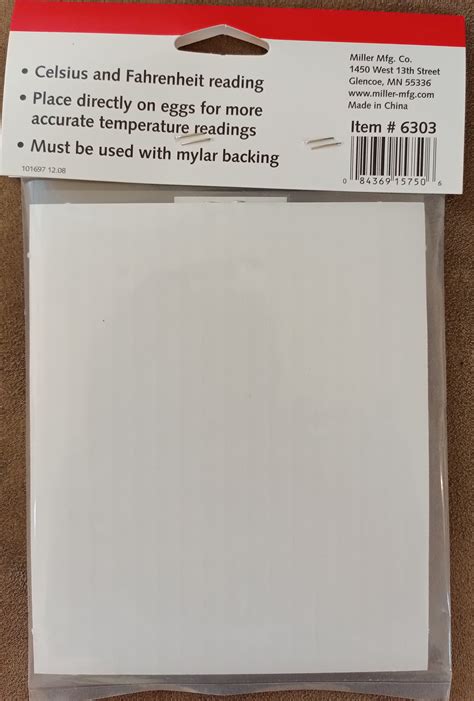 • Celsius and Fahrenheit reading
• Place directly on eggs for more
accurate temperature readings
• Must be used with mylar backing
101697 12.08
Miller Mfg. Co.
1450 West 13th Street
Glencoe, MN 55336
www.miller-mfg.com
Made in China
Item # 6303
0 84369 15750 6